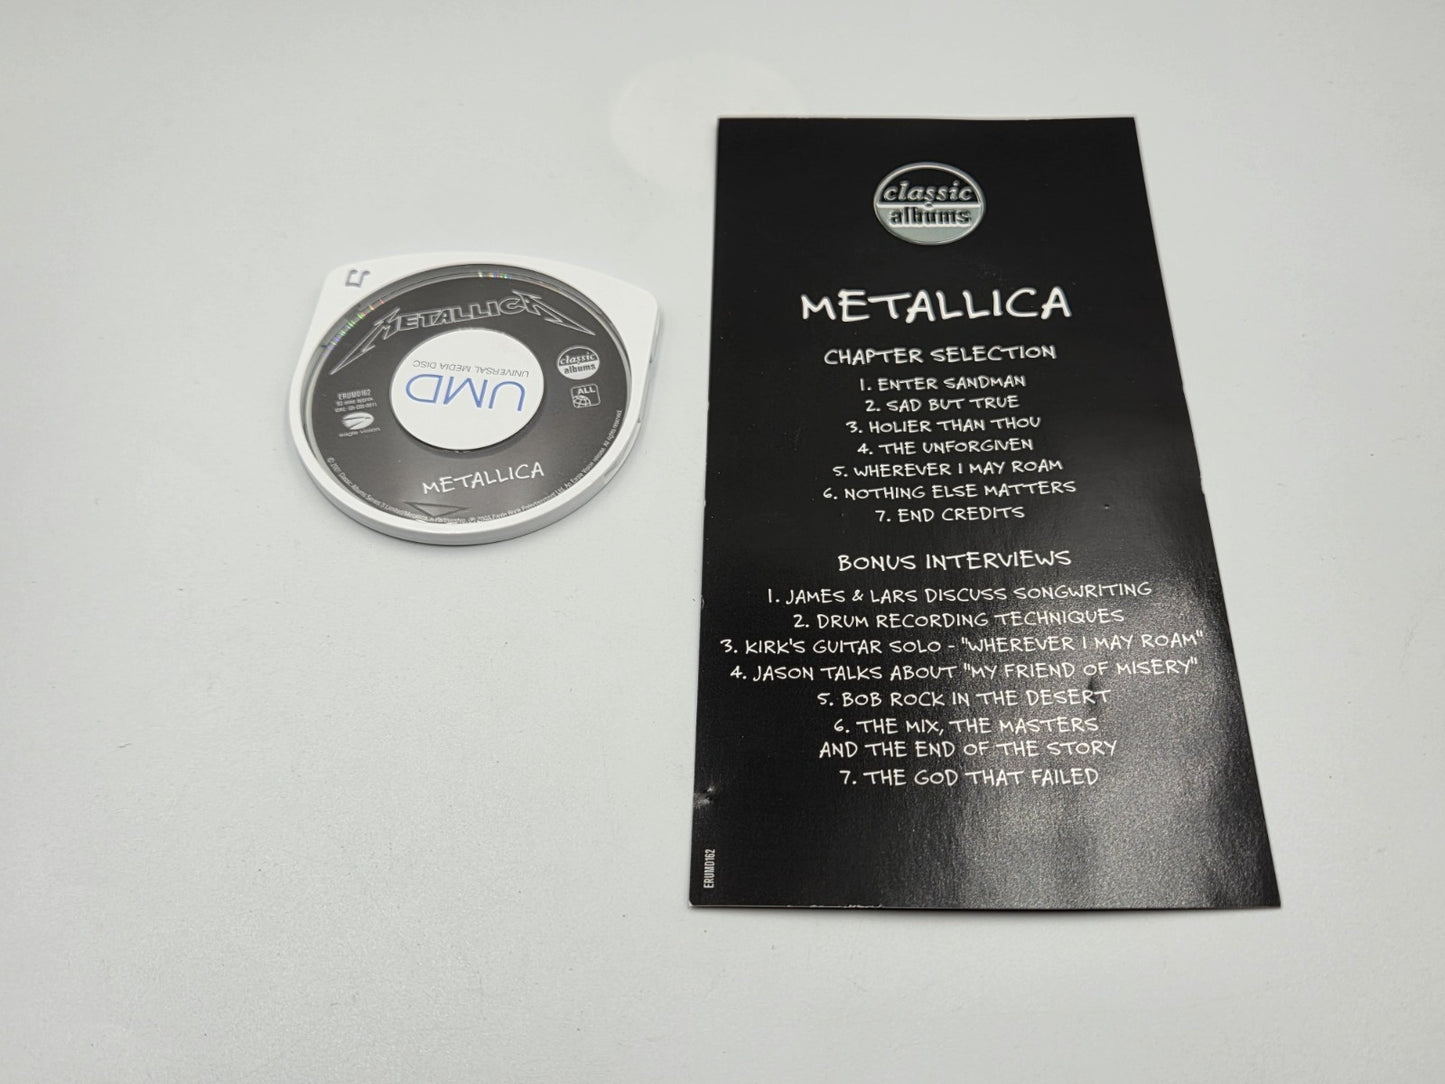 METALLICA
UMD
UNIVERSAL MEDIA DISC
classic
albums
ALL
ERUMD162
METALLICA
classic
albums
METALLICA
CHAPTER SELECTION
1. ENTER SANDMAN
2. SAD BUT TRUE
3. HOLIER THAN THOU
4. THE UNFORGIVEN
5. WHEREVER I MAY ROAM
6. NOTHING ELSE MATTERS
7. END CREDITS
BONUS INTERVIEWS
1. JAMES & LARS DISCUSS SONGWRITING
2. DRUM RECORDING TECHNIQUES
3. KIRK'S GUITAR SOLO - "WHEREVER I MAY ROAM"
4. JASON TALKS ABOUT "MY FRIEND OF MISERY"
5. BOB ROCK IN THE DESERT
6. THE MIX, THE MASTERS
AND THE END OF THE STORY
7. THE GOD THAT FAILED
ERUMD162